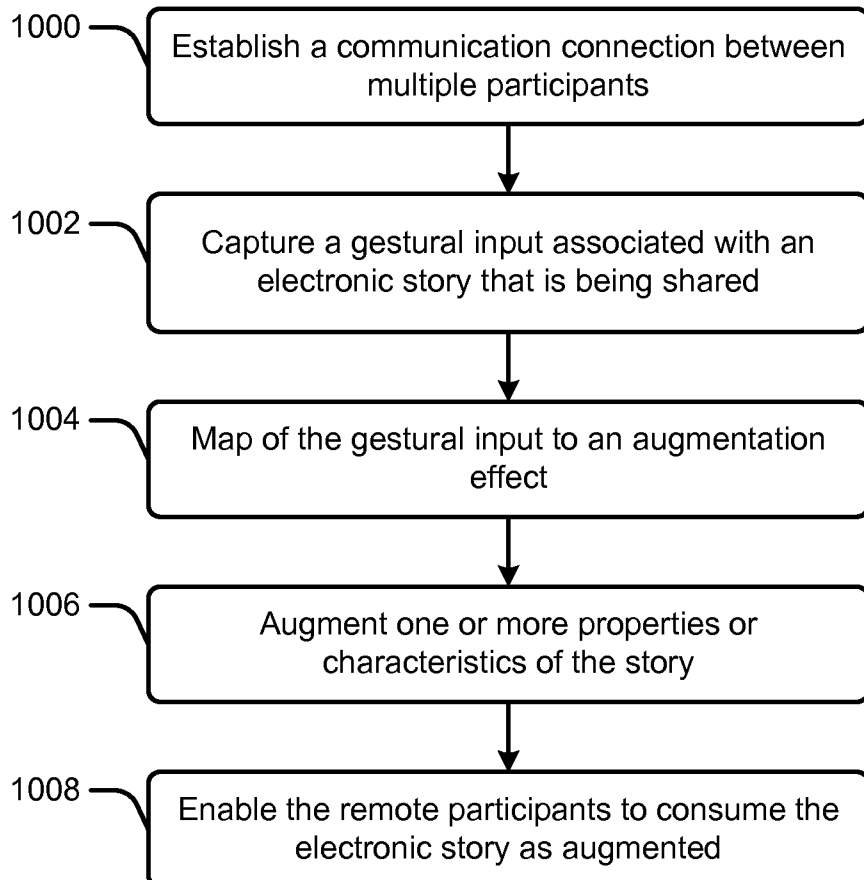 1000
Establish a communication connection between
multiple participants
1002
Capture a gestural input associated with an
electronic story that is being shared
1004
Map of the gestural input to an augmentation
effect
1006
Augment one or more properties or
characteristics of the story
1008
Enable the remote participants to consume the
electronic story as augmented